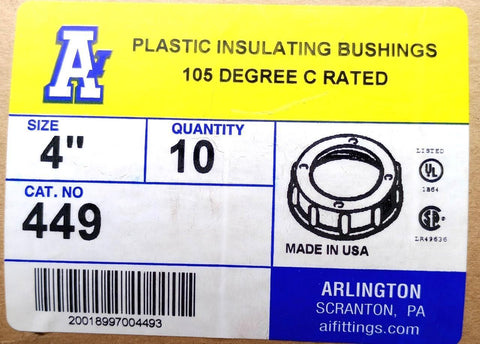 AI
PLASTIC INSULATING BUSHINGS
105 DEGREE C RATED
SIZE
4"
QUANTITY
10
CAT. NO
449
LISTED
UL
1864
SA
LR49636
MADE IN USA
20018997004493
ARLINGTON
SCRANTON, PA
aifittings.com